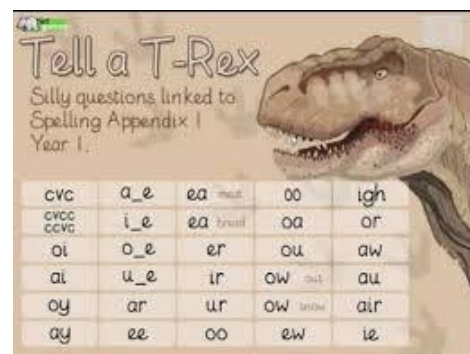 Tell a T-Rex
Silly questions linked to
Spelling Appendix 1
Year 1.
cvc a_e ea meat oo igh
cvcc ccvc i_e ea bread oa or
oi o_e er ou aw
ai u_e ir ow out au
oy ar ur ow snow air
ay ee oo ew ie